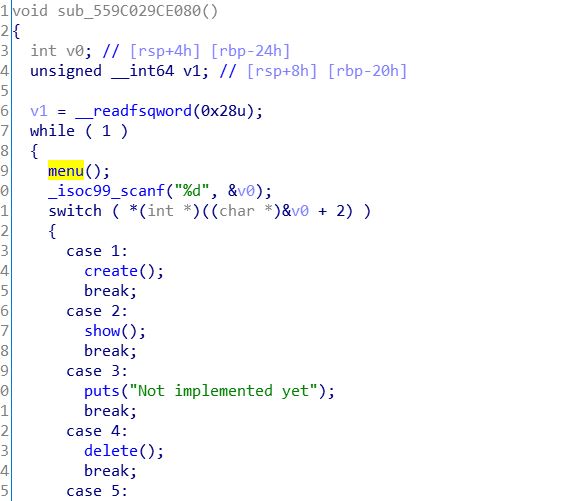 1void sub_559C029CE080()
2{
3  int v0; // [rsp+4h] [rbp-24h]
4  unsigned __int64 v1; // [rsp+8h] [rbp-20h]
5
6  v1 = __readfsqword(0x28u);
7  while ( 1 )
8  {
9    menu();
0    _isoc99_scanf("%d", &v0);
1    switch ( *(int *)((char *)&v0 + 2) )
2    {
3      case 1:
4        create();
5        break;
6      case 2:
7        show();
8        break;
9      case 3:
0        puts("Not implemented yet");
1        break;
2      case 4:
3        delete();
4        break;
5      case 5: